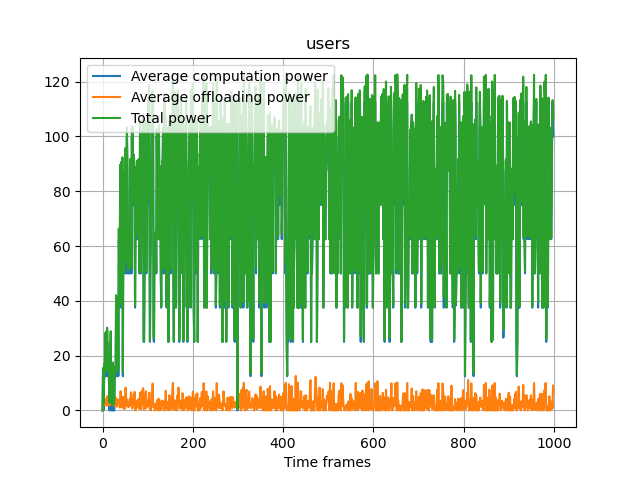 users
Average computation power
Average offloading power
Total power
120
100
80
60
40
20
0
0 200 400 600 800 1000
Time frames